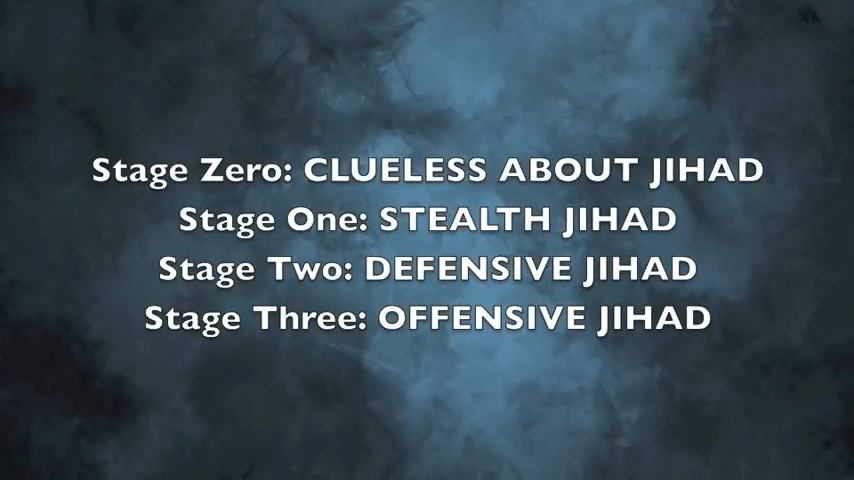 Stage Zero: CLUELESS ABOUT JIHAD
Stage One: STEALTH JIHAD
Stage Two: DEFENSIVE JIHAD
Stage Three: OFFENSIVE JIHAD